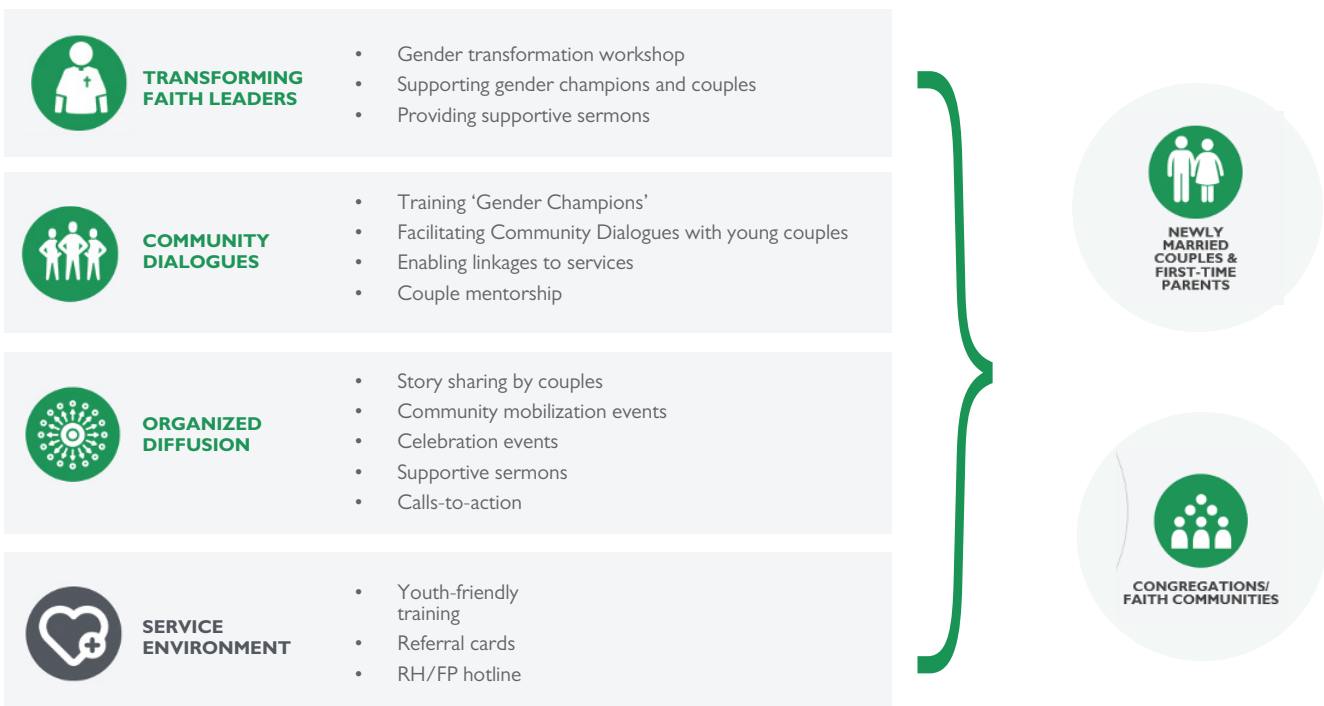 TRANSFORMING
FAITH LEADERS
• Gender transformation workshop
• Supporting gender champions and couples
• Providing supportive sermons
COMMUNITY
DIALOGUES
• Training ‘Gender Champions’
• Facilitating Community Dialogues with young couples
• Enabling linkages to services
• Couple mentorship
ORGANIZED
DIFFUSION
• Story sharing by couples
• Community mobilization events
• Celebration events
• Supportive sermons
• Calls-to-action
SERVICE
ENVIRONMENT
• Youth-friendly
training
• Referral cards
• RH/FP hotline
NEWLY
MARRIED
COUPLES &
FIRST-TIME
PARENTS
CONGREGATIONS/
FAITH COMMUNITIES